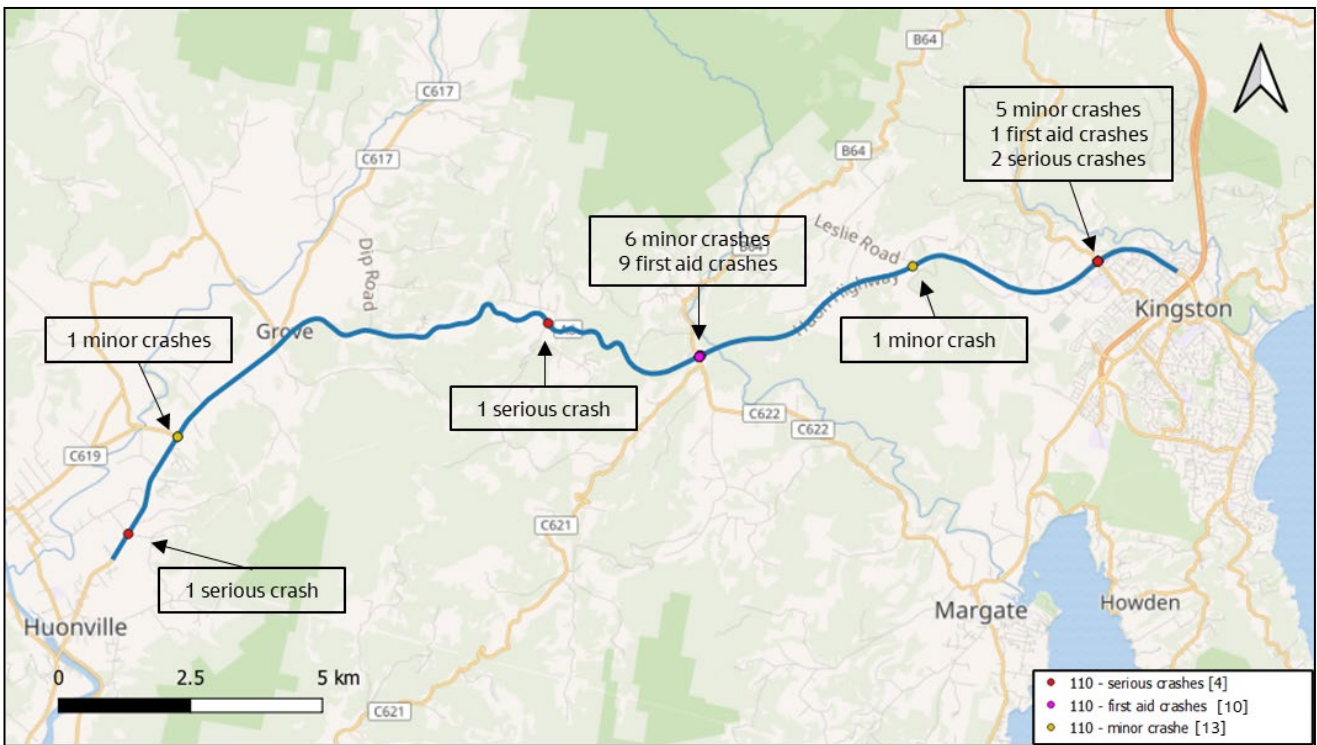 B64
C617
5 minor crashes
1 first aid crashes
2 serious crashes
C617
B64
Leslie Road
6 minor crashes
9 first aid crashes
Dip Road
Huon Highway
Kingston
1 minor crashes
Grove
1 minor crash
1 serious crash
C622
C622
C619
C621
1 serious crash
Margate
Howden
Huonville
0 2.5 5 km
C621
110 - serious crashes [4]
110 - first aid crashes [10]
110 - minor crashe [13]